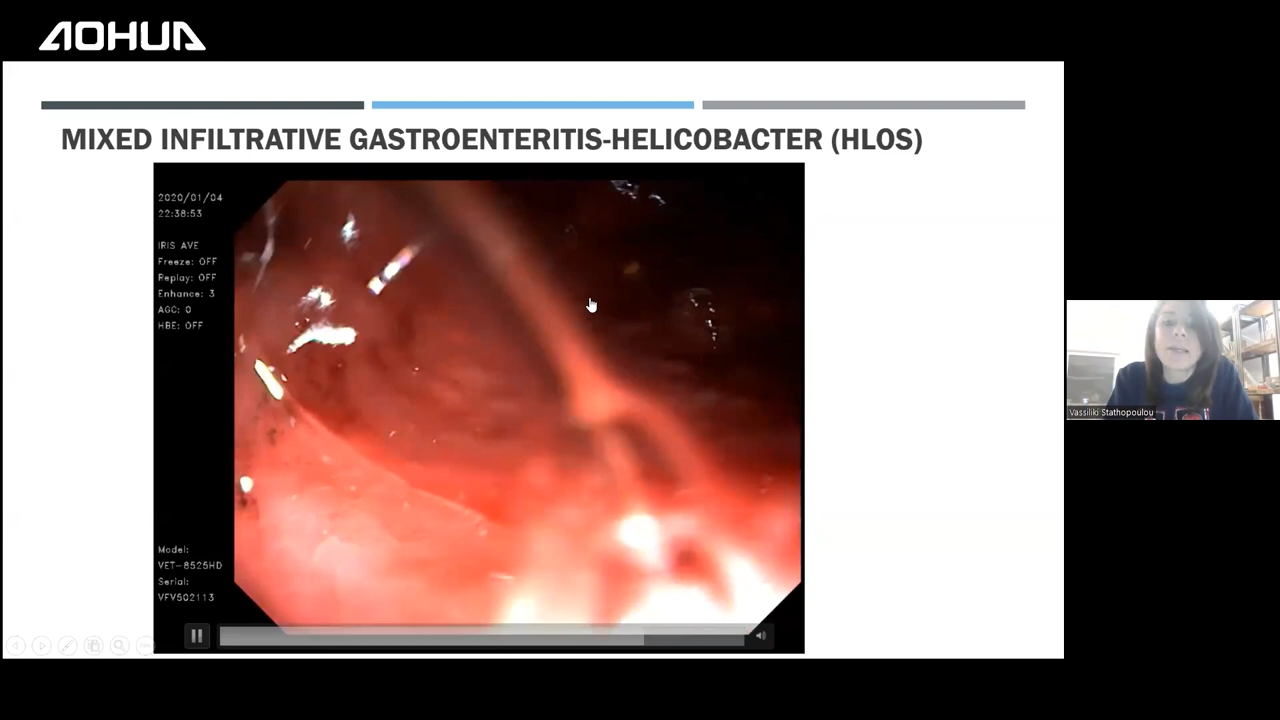 AOHUA
MIXED INFILTRATIVE GASTROENTERITIS-HELICOBACTER (HLOS)
2020/01/04
22:38:53
IRIS AVE
Freeze: OFF
Replay: OFF
Enhance: 3
AGC: 0
HBE: OFF
Model:
VET-8525HD
Serial:
VFV502113
Vassiliki Stathopoulou